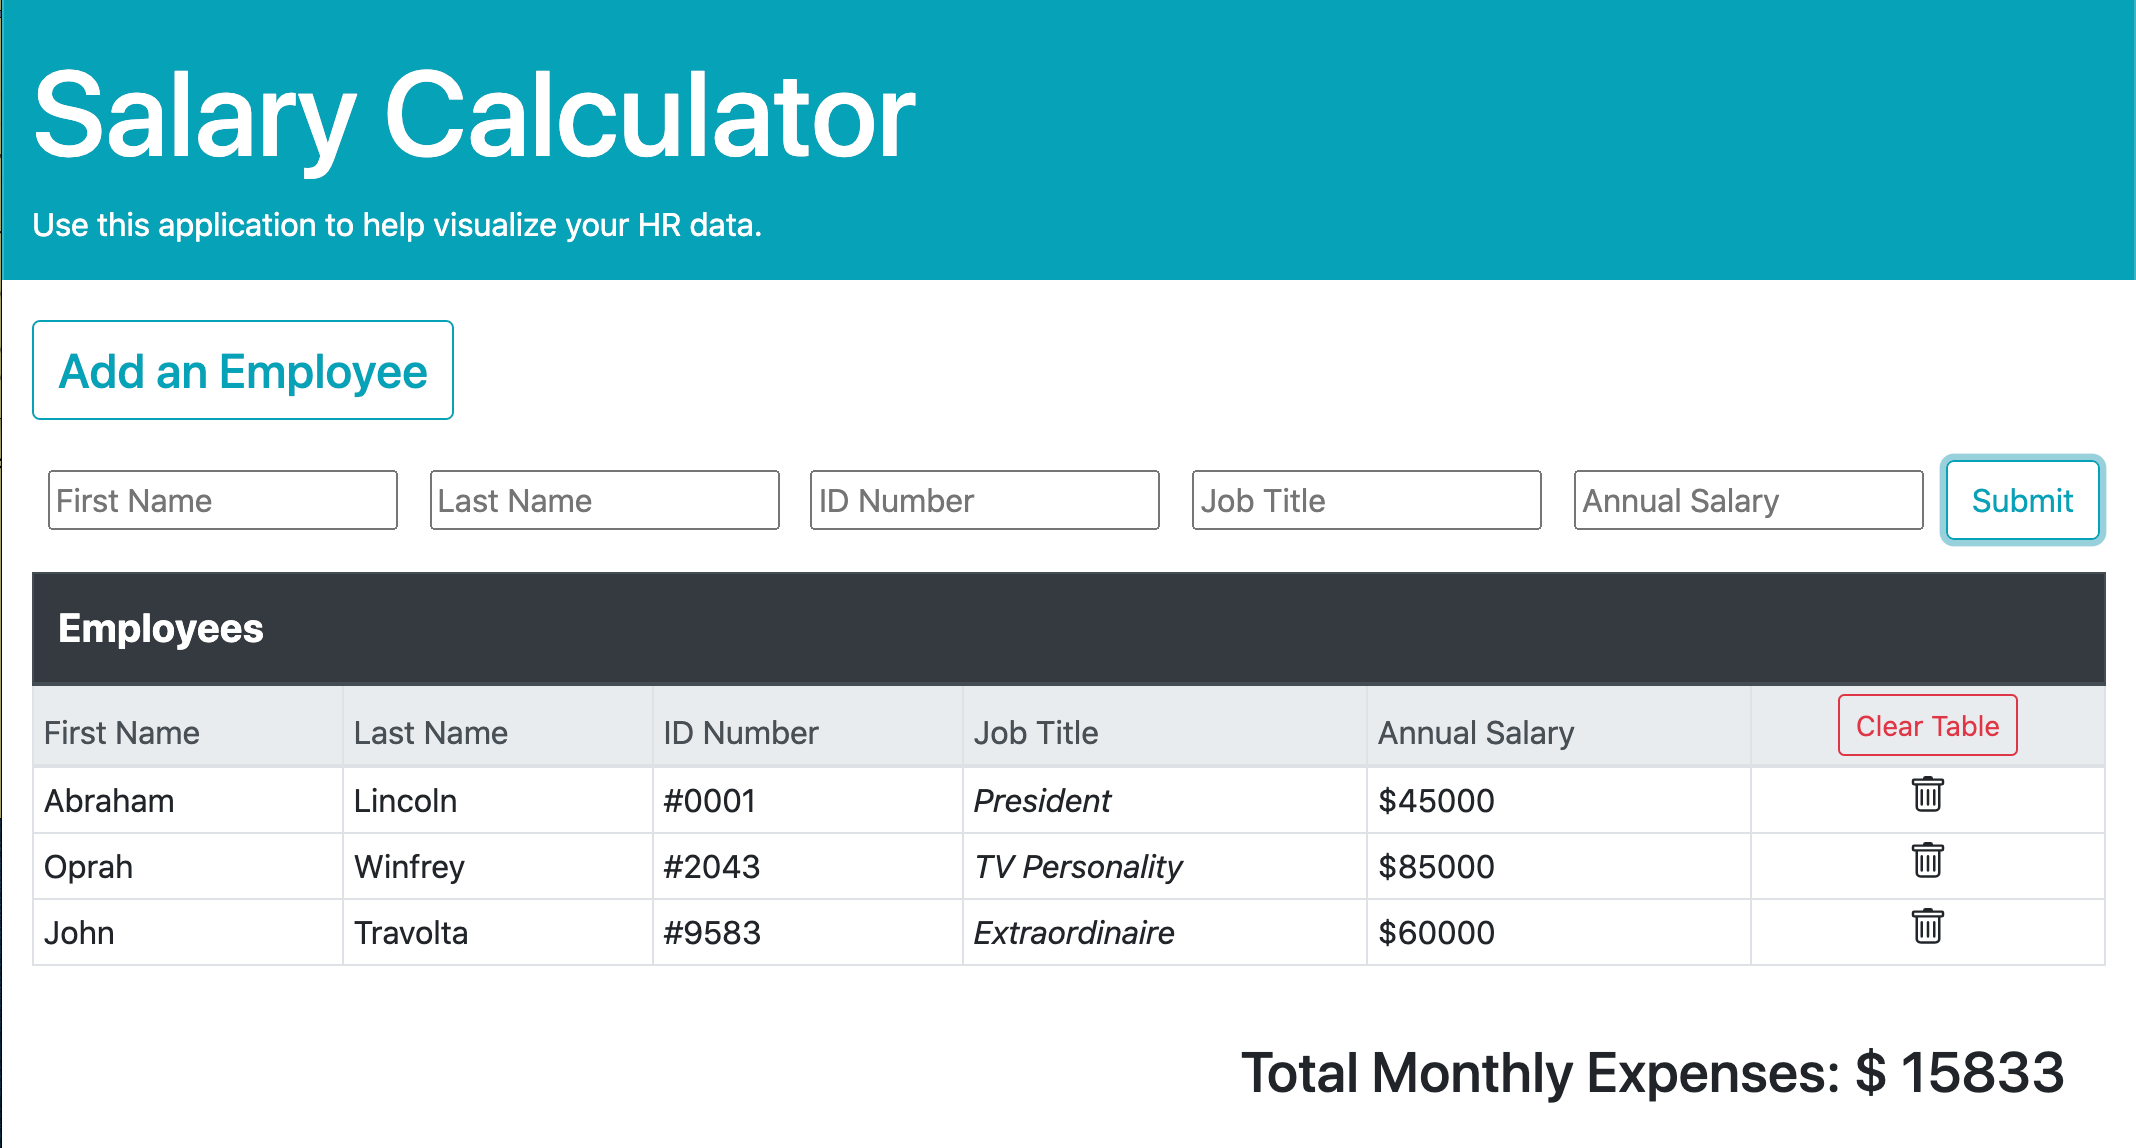 Salary Calculator
Use this application to help visualize your HR data.
Add an Employee
First Name Last Name ID Number Job Title Annual Salary Submit
Employees
First Name Last Name ID Number Job Title Annual Salary Clear Table
Abraham Lincoln #0001 President $45000
Oprah Winfrey #2043 TV Personality $85000
John Travolta #9583 Extraordinaire $60000
Total Monthly Expenses: $ 15833